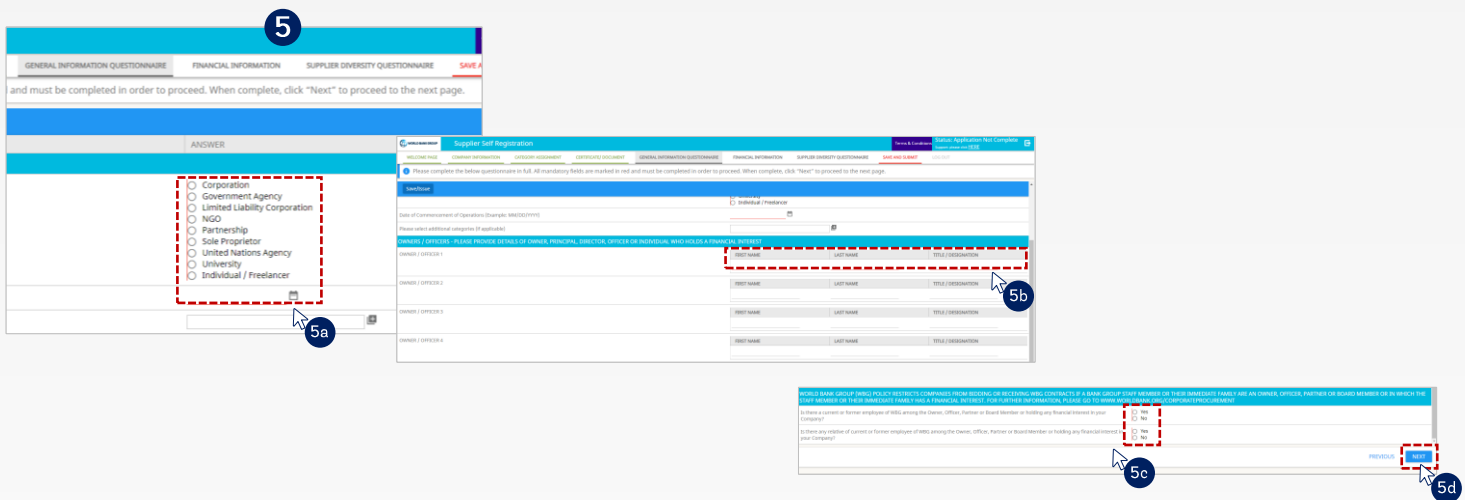 5
GENERAL INFORMATION QUESTIONNAIRE FINANCIAL INFORMATION SUPPLIER DIVERSITY QUESTIONNAIRE SAVE A
and must be completed in order to proceed. When complete, click "Next" to proceed to the next page.
ANSWER
Corporation
Government Agency
Limited Liability Corporation
NGO
Partnership
Sole Proprietor
United Nations Agency
University
Individual / Freelancer
5a
WORLD BANK GROUP Supplier Self Registration Terms & Conditions Status: Application Not Complete
WELCOME PAGE COMPANY INFORMATION CATEGORY ASSIGNMENT CERTIFICATE/ DOCUMENT GENERAL INFORMATION QUESTIONNAIRE FINANCIAL INFORMATION SUPPLIER DIVERSITY QUESTIONNAIRE SAVE AND SUBMIT LOG OUT
Please complete the below questionnaire in full. All mandatory fields are marked in red and must be completed in order to proceed. When complete, click "Next" to proceed to the next page.
Save/Issue
Individual / Freelancer
Date of Commencement of Operations (Example: MM/DD/YYYY)
Please select additional categories (if applicable)
OWNERS / OFFICERS - PLEASE PROVIDE DETAILS OF OWNER, PRINCIPAL, DIRECTOR, OFFICER OR INDIVIDUAL WHO HOLDS A FINANCIAL INTEREST
OWNER / OFFICER 1 FIRST NAME LAST NAME TITLE / DESIGNATION
5b
OWNER / OFFICER 2 FIRST NAME LAST NAME TITLE / DESIGNATION
OWNER / OFFICER 3 FIRST NAME LAST NAME TITLE / DESIGNATION
OWNER / OFFICER 4 FIRST NAME LAST NAME TITLE / DESIGNATION
WORLD BANK GROUP (WBG) POLICY RESTRICTS COMPANIES FROM BIDDING OR RECEIVING WBG CONTRACTS IF A BANK GROUP STAFF MEMBER OR THEIR IMMEDIATE FAMILY ARE AN OWNER, OFFICER, PARTNER OR BOARD MEMBER OR IN WHICH THE
STAFF MEMBER OR THEIR IMMEDIATE FAMILY HAS A FINANCIAL INTEREST. FOR FURTHER INFORMATION, PLEASE GO TO WWW.WORLDBANK.ORG/CORPORATEPROCUREMENT
Is there a current or former employee of WBG among the Owner, Officer, Partner or Board Member or holding any financial interest in your Yes
Company? No
Is there any relative of current or former employee of WBG among the Owner, Officer, Partner or Board Member or holding any financial interest in Yes
your Company? No
PREVIOUS NEXT
5c
5d